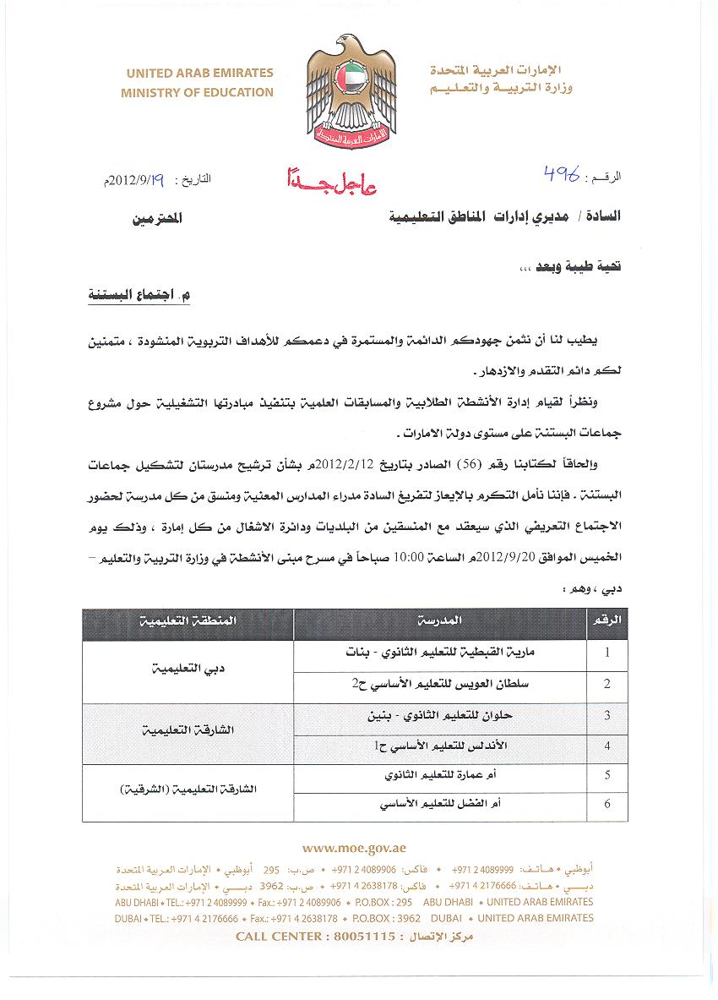 UNITED ARAB EMIRATES
MINISTRY OF EDUCATION
الإمارات العربية المتحدة
وزارة التربية والتعليم
الإمارات العربية المتحدة
الرقم : 496
عاجل جداً
التاريخ : 2012/9/19م
السادة / مديري إدارات المناطق التعليمية المحترمين
تحية طيبة وبعد ,,,
م. اجتماع البستنة
يطيب لنا أن نثمن جهودكم الدائمة والمستمرة في دعمكم للأهداف التربوية المنشودة ، متمنين
لكم دائم التقدم والازدهار .
ونظراً لقيام إدارة الأنشطة الطلابية والمسابقات العلمية بتنفيذ مبادرتها التشغيلية حول مشروع
جماعات البستنة على مستوى دولة الامارات .
وإلحاقاً لكتابنا رقم (56) الصادر بتاريخ 2012/2/12م بشأن ترشيح مدرستان لتشكيل جماعات
البستنة . فإننا نأمل التكرم بالايعاز لتفريغ السادة مدراء المدارس المعنية ومنسق من كل مدرسة لحضور
الاجتماع التعريفي الذي سيعقد مع المنسقين من البلديات ودائرة الاشغال من كل إمارة ، وذلك يوم
الخميس الموافق 2012/9/20م الساعة 10:00 صباحاً في مسرح مبنى الأنشطة في وزارة التربية والتعليم –
دبي ، وهم :
الرقم المدرسة المنطقة التعليمية
1 مارية القبطية للتعليم الثانوي - بنات
دبي التعليمية
2 سلطان العويس للتعليم الأساسي ح2
3 حلوان للتعليم الثانوي - بنين
الشارقة التعليمية
4 الأندلس للتعليم الأساسي ح1
5 أم عمارة للتعليم الثانوي
الشارقة التعليمية (الشرقية)
6 أم الفضل للتعليم الأساسي
www.moe.gov.ae
أبوظبي • هاتف: 4089999 2 971+ • فاكس: 4089906 2 971+ • ص.ب: 295 أبوظبي • الإمارات العربية المتحدة
دبي • هاتف: 2176666 4 971+ • فاكس: 2638178 4 971+ • ص.ب: 3962 دبي • الإمارات العربية المتحدة
ABU DHABI • TEL.: +971 2 4089999 • Fax.: +971 2 4089906 • P.O.BOX : 295 ABU DHABI • UNITED ARAB EMIRATES
DUBAI • TEL.: +971 4 2176666 • Fax.: +971 4 2638178 • P.O.BOX : 3962 DUBAI • UNITED ARAB EMIRATES
CALL CENTER : 80051115 : مركز الإتصال